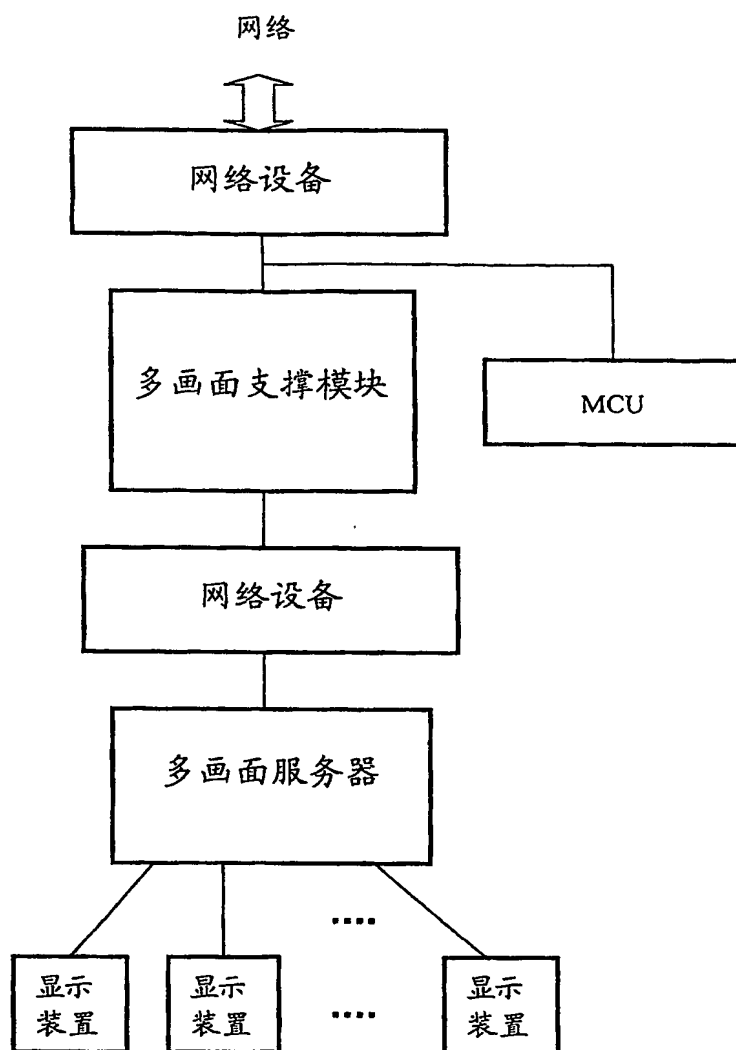 网络
网络设备
多画面支撑模块
MCU
网络设备
多画面服务器
....
显示 显示 显示
装置 装置 .... 装置